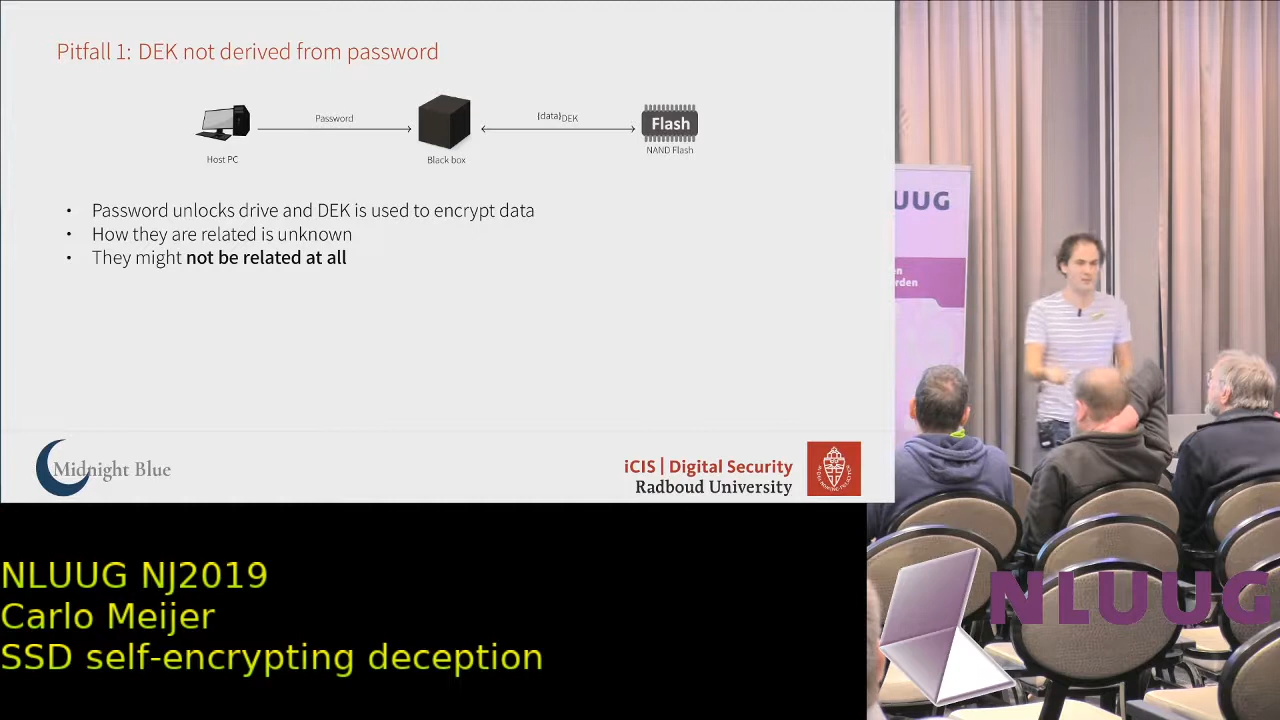 Pitfall 1: DEK not derived from password
Password
{data}DEK
Flash
Host PC
Black box
NAND Flash
• Password unlocks drive and DEK is used to encrypt data
• How they are related is unknown
• They might not be related at all
Midnight Blue
iCIS | Digital Security
Radboud University
UUG
en
rden
NLUUG NJ2019
Carlo Meijer
SSD self-encrypting deception
NLUUG